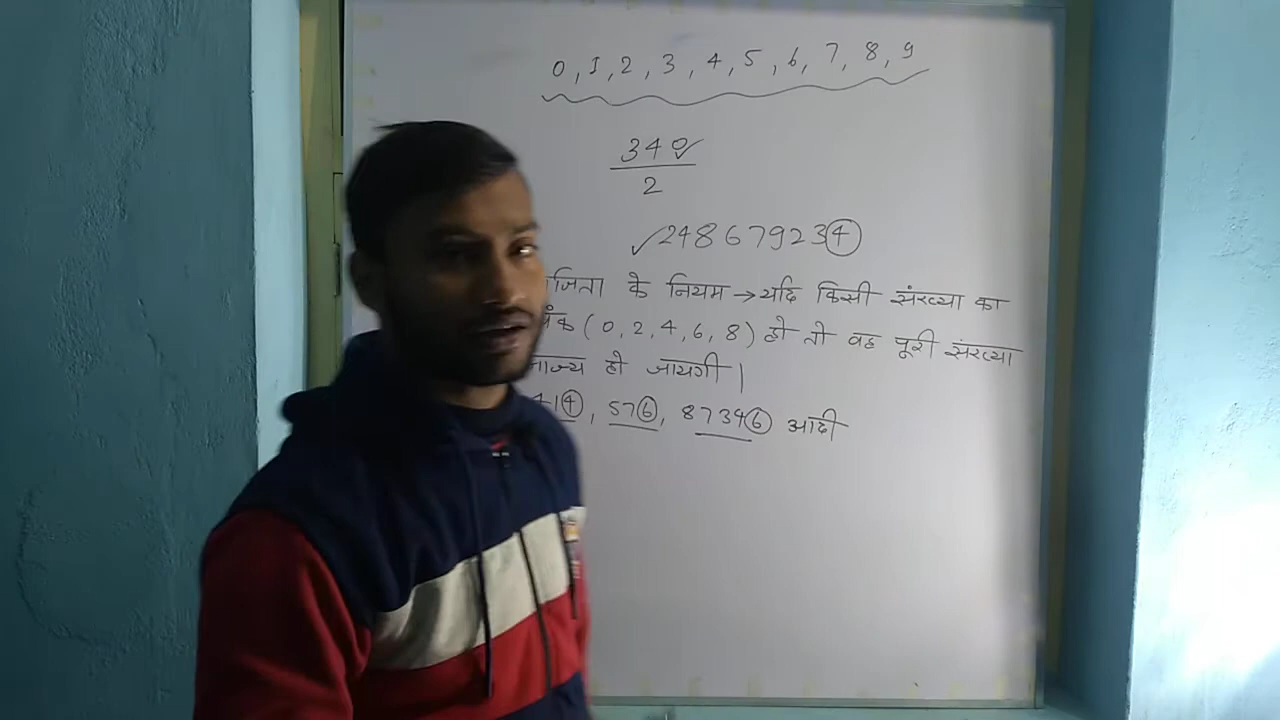 0, 1, 2, 3, 4, 5, 6, 7, 8, 9
340
2
248679234
के नियम → यदि किसी संख्या का
(0, 2, 4, 6, 8) हो तो वह पूरी संख्या
हो जायगी |
576, 87396 आदी